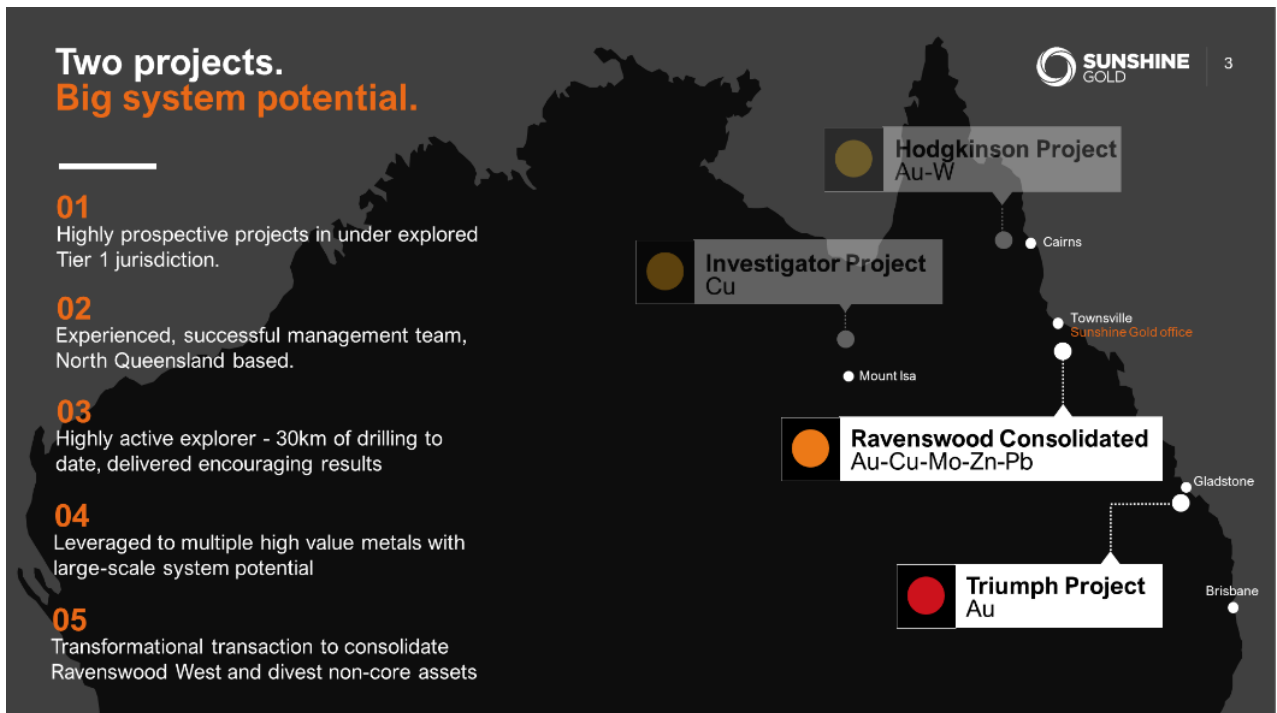 Two projects.
Big system potential.
SUNSHINE
GOLD
3
01
Highly prospective projects in under explored
Tier 1 jurisdiction.
02
Experienced, successful management team,
North Queensland based.
03
Highly active explorer - 30km of drilling to
date, delivered encouraging results
04
Leveraged to multiple high value metals with
large-scale system potential
05
Transformational transaction to consolidate
Ravenswood West and divest non-core assets
Hodgkinson Project
Au-W
Cairns
Investigator Project
Cu
Townsville
Sunshine Gold office
Mount Isa
Ravenswood Consolidated
Au-Cu-Mo-Zn-Pb
Gladstone
Triumph Project
Au
Brisbane